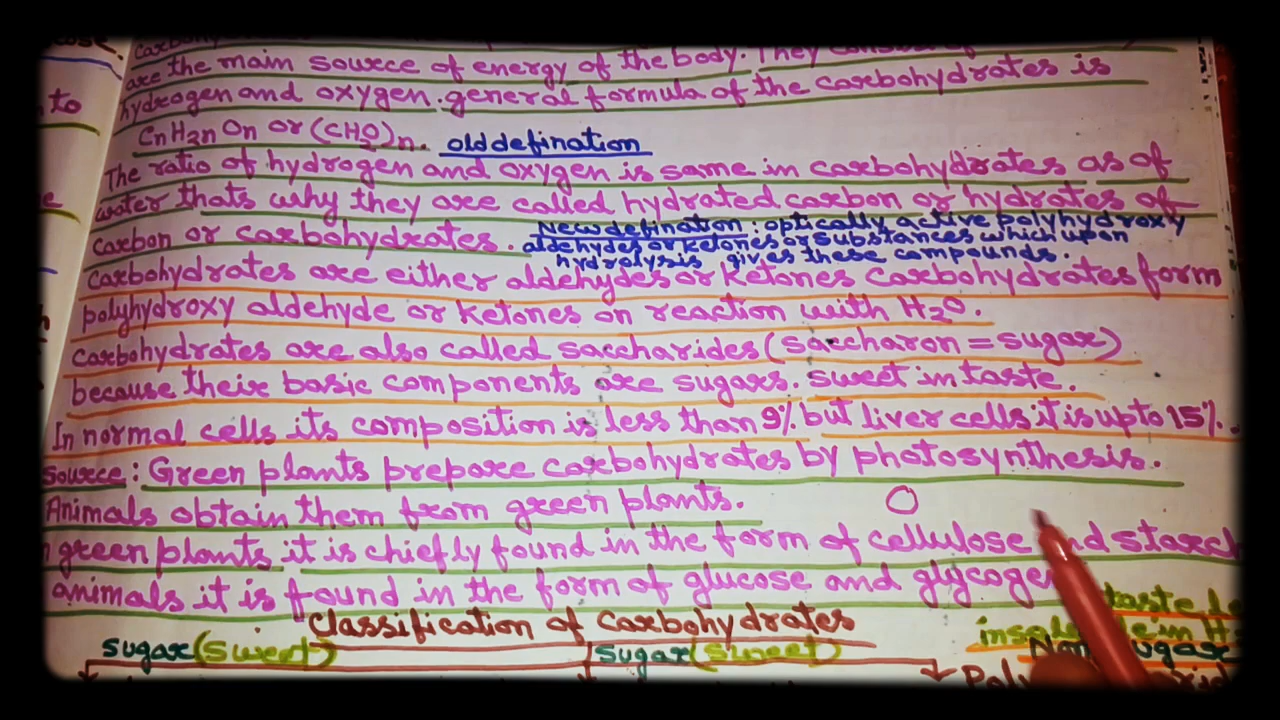 are the main source of energy of the body. They consist of
hydrogen and oxygen. general formula of the carbohydrates is
CnH2nOn or (CH2O)n. old defination
The ratio of hydrogen and oxygen is same in carbohydrates as of
water thats why they are called hydrated carbon or hydrates of
carbon or carbohydrates. New defination : optically active polyhydroxy
aldehydes or ketones or substances which upon
hydrolysis gives these compounds.
carbohydrates are either aldehydes or ketones carbohydrates form
polyhydroxy aldehyde or ketones on reaction with H2O.
carbohydrates are also called saccharides (saccharon = sugar)
because their basic components are sugars. sweet in taste.
In normal cells its composition is less than 9% but liver cells it is upto 15%.
Source : Green plants prepare carbohydrates by photosynthesis.
Animals obtain them from green plants.
green plants it is chiefly found in the form of cellulose and starch
animals it is found in the form of glucose and glycogen
Classification of Carbohydrates
taste
in H2
sugar (sweet) sugar (sweet) Non sugar